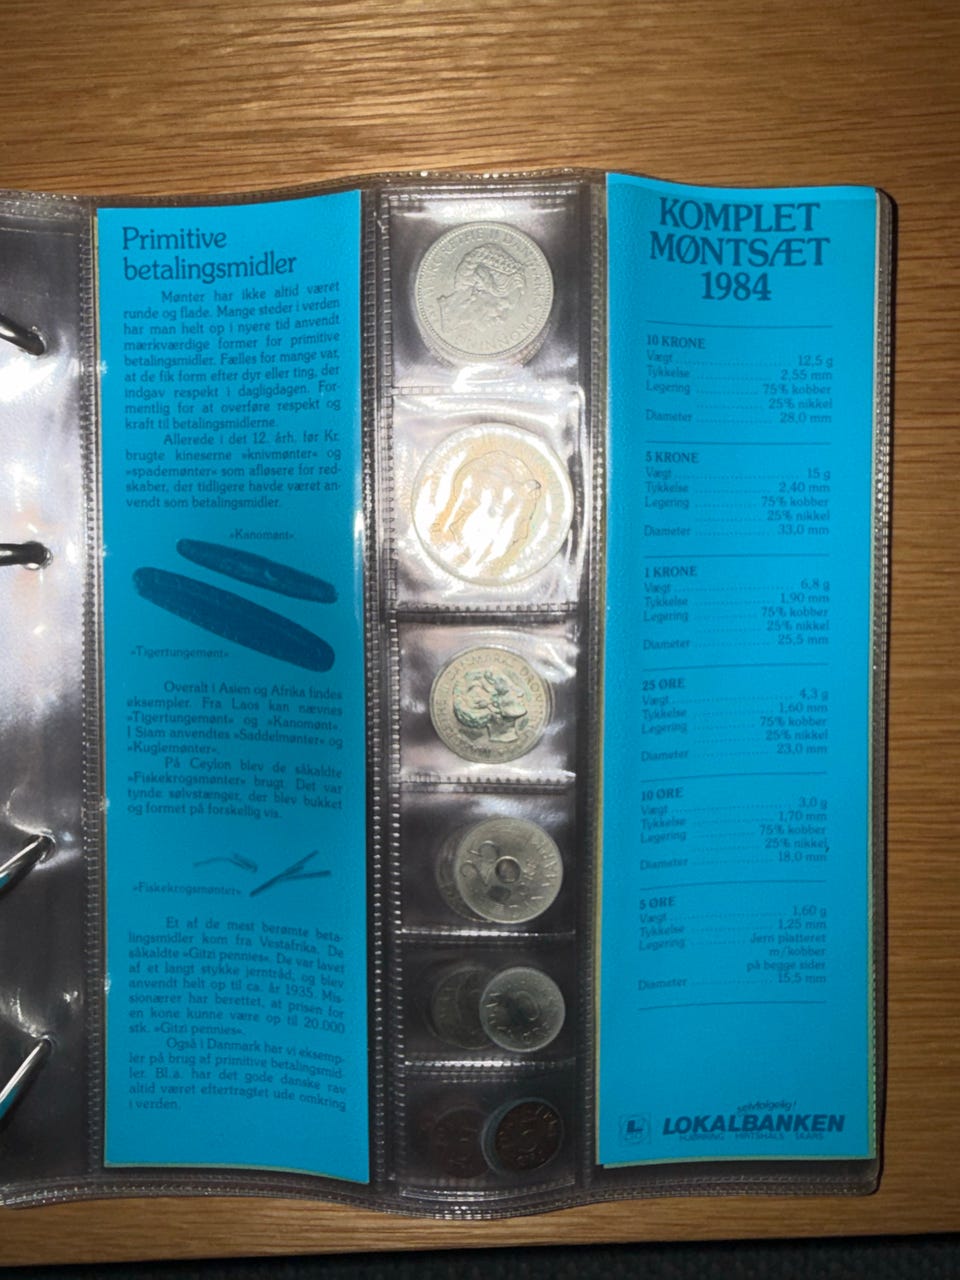 Primitive
betalingsmidler
Mønter har ikke altid været
runde og flade. Mange steder i verden
har man helt op i nyere tid anvendt
mærkværdige former for primitive
betalingsmidler. Fælles for mange var,
at de fik form efter dyr eller ting, der
indgav respekt i dagligdagen. For-
mentlig for at overføre respekt og
kraft til betalingsmidlerne.
Allerede i det 12. årh. før Kr.
brugte kineserne »knivmønter« og
»spademønter« som afløsere for red-
skaber, der tidligere havde været an-
vendt som betalingsmidler.
»Kanomønt«
»Tigertungemønt«
Overalt i Asien og Afrika findes
eksempler. Fra Laos kan nævnes
»Tigertungemønt« og »Kanomønt«.
I Siam anvendtes »Saddelmønter« og
»Kuglemønter«.
På Ceylon blev de såkaldte
»Fiskekrogsmønter« brugt. Det var
tynde sølvstænger, der blev bukket
og formet på forskellig vis.
»Fiskekrogsmønter«
Et af de mest berømte beta-
lingsmidler kom fra Vestafrika. De
såkaldte »Gitzi pennies«. De var lavet
af et langt stykke jerntråd, og blev
anvendt helt op til ca. år 1935. Mis-
sionærer har berettet, at prisen for
en kone kunne være op til 20.000
stk. »Gitzi pennies«.
Også i Danmark har vi eksemp-
ler på brug af primitive betalingsmid-
ler. Bl.a. har det gode danske rav
altid været eftertragtet ude omkring
i verden.
KOMPLET
MØNTSÆT
1984
10 KRONE
Vægt 12,5 g
Tykkelse 2,55 mm
Legering 75% kobber
25% nikkel
Diameter 28,0 mm
5 KRONE
Vægt 15 g
Tykkelse 2,40 mm
Legering 75% kobber
25% nikkel
Diameter 33,0 mm
1 KRONE
Vægt 6,8 g
Tykkelse 1,90 mm
Legering 75% kobber
25% nikkel
Diameter 25,5 mm
25 ØRE
Vægt 4,3 g
Tykkelse 1,60 mm
Legering 75% kobber
25% nikkel
Diameter 23,0 mm
10 ØRE
Vægt 3,0 g
Tykkelse 1,70 mm
Legering 75% kobber
25% nikkel
Diameter 18,0 mm
5 ØRE
Vægt 1,60 g
Tykkelse 1,25 mm
Legering Jern platteret
m/kobber
på begge sider
Diameter 15,5 mm
selvfølgelig!
LOKALBANKEN
HJØRRING HIRTSHALS SKARS